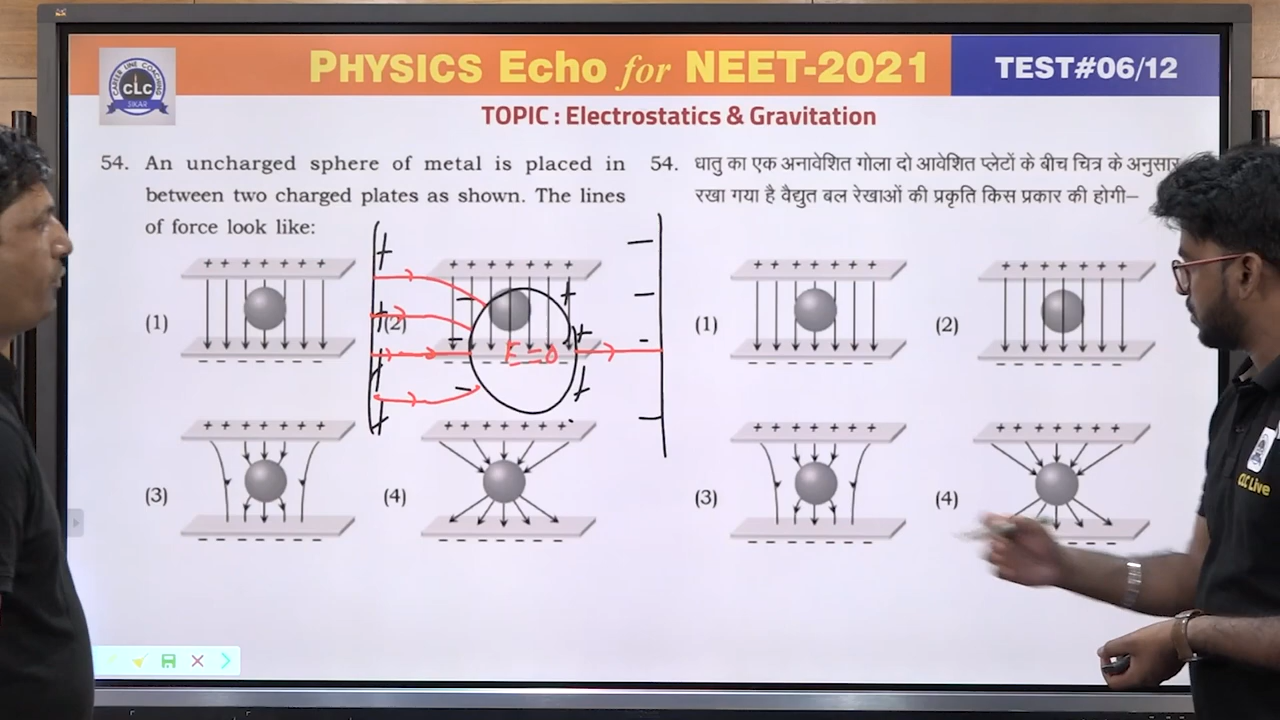 CAREER LINE COACHING
CLC
SIKAR
PHYSICS Echo for NEET-2021
TEST#06/12
TOPIC : Electrostatics & Gravitation
54. An uncharged sphere of metal is placed in
between two charged plates as shown. The lines
of force look like:
54. धातु का एक अनावेशित गोला दो आवेशित प्लेटों के बीच चित्र के अनुसार
रखा गया है वैद्युत बल रेखाओं की प्रकृति किस प्रकार की होगी–
+ + + + + + +
+ + + + + + +
+ + + + + + +
+ + + + + + +
(1)
(2)
(1)
(2)
E=0
+ + + + + + +
+ + + + + + +
+ + + + + + +
+ + + + + + +
(3)
(4)
(3)
(4)
CLC Live